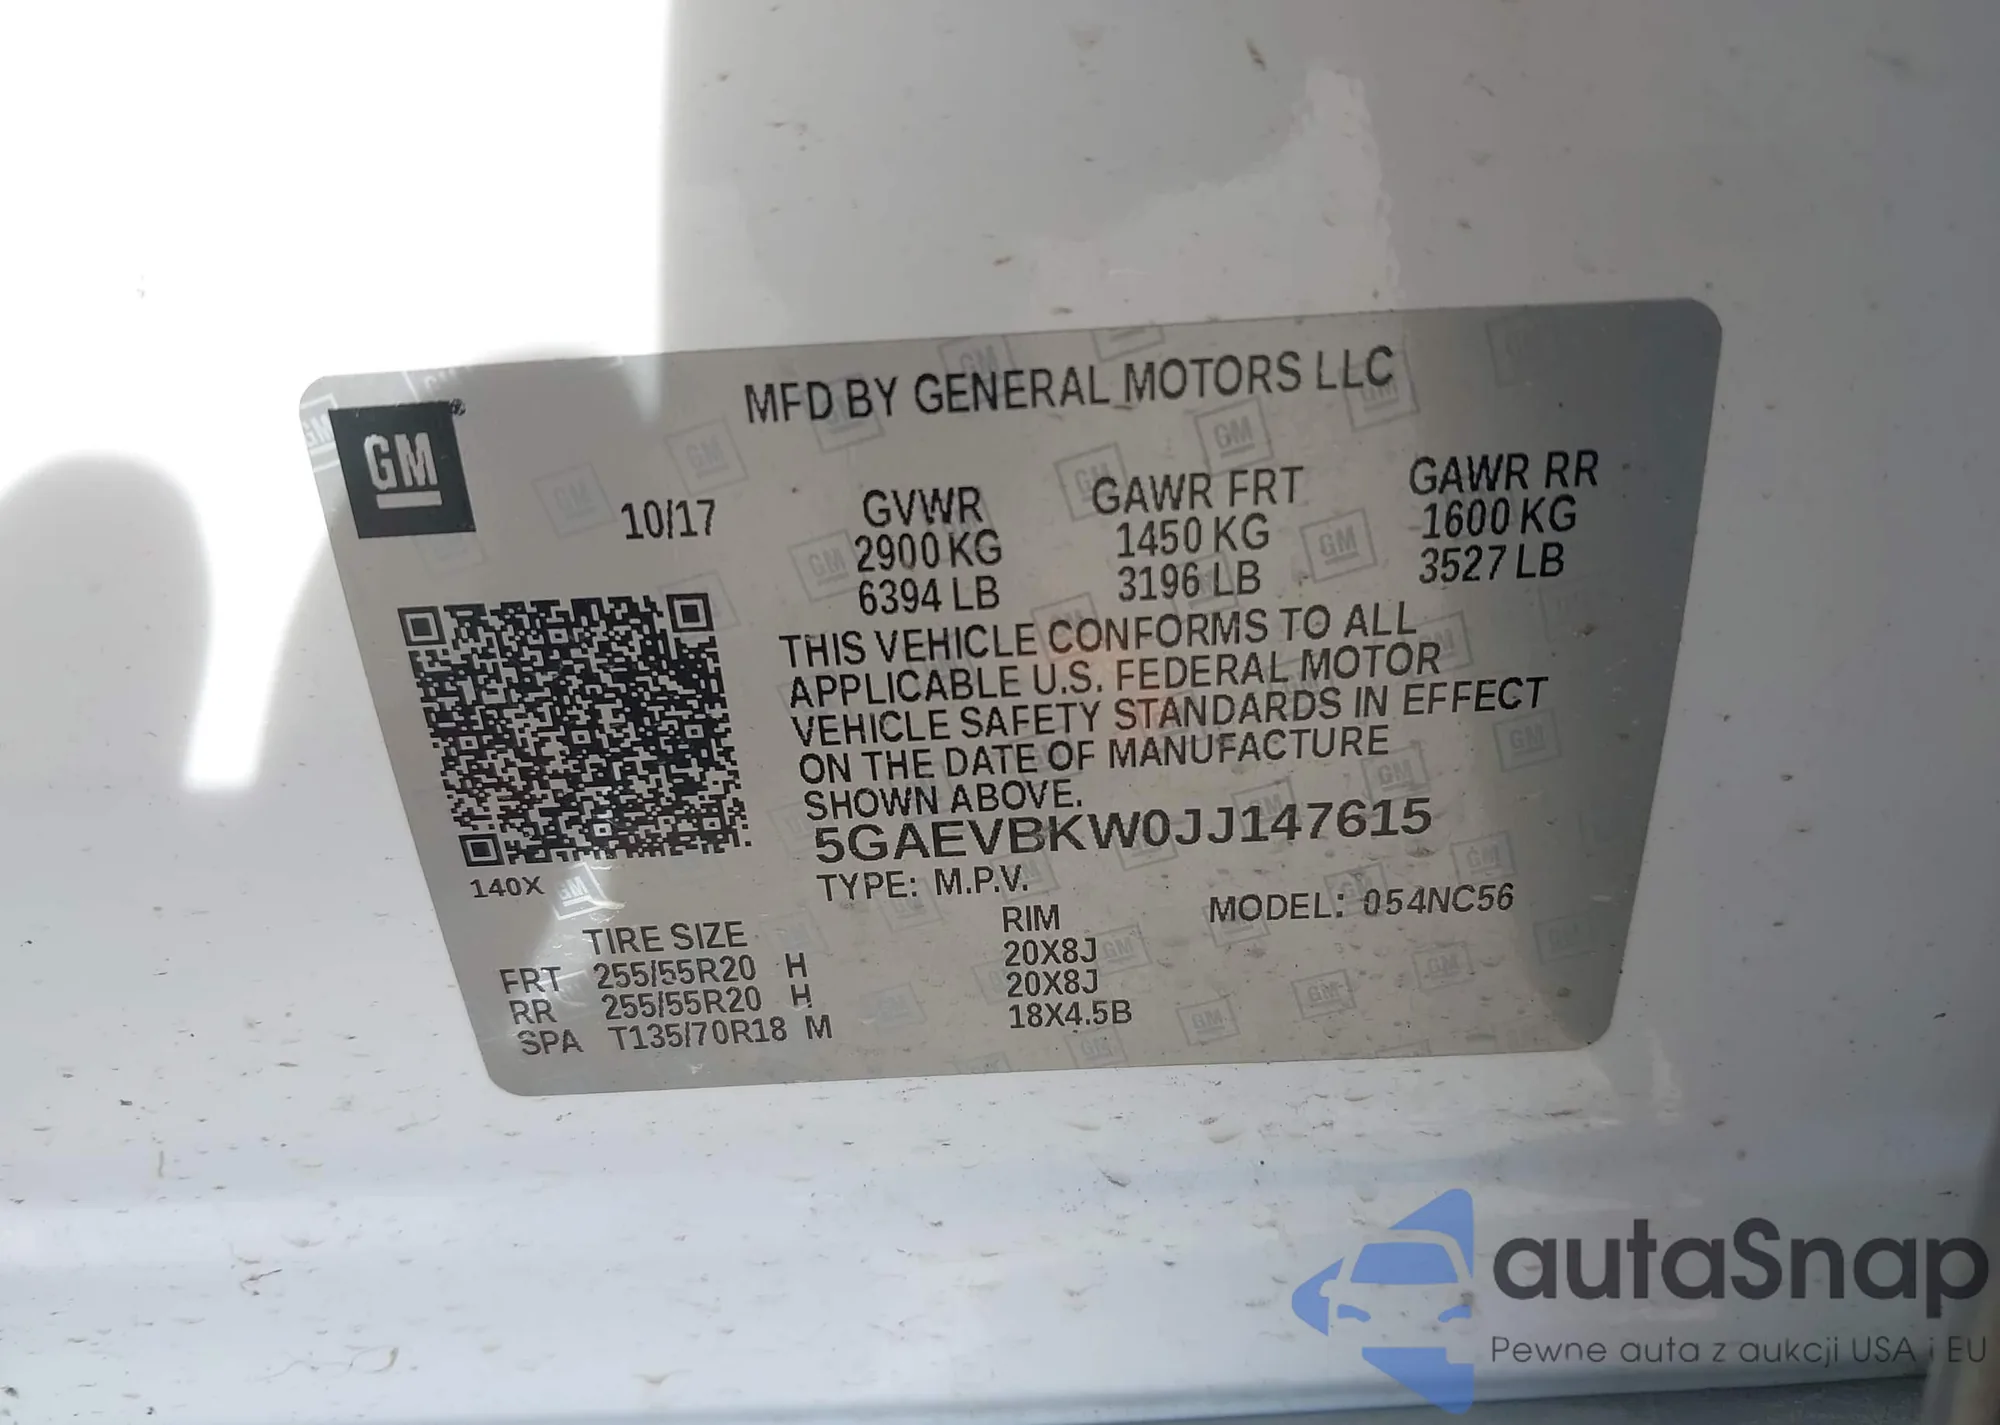 MFD BY GENERAL MOTORS LLC
GM
10/17
GVWR GAWR FRT GAWR RR
2900 KG 1450 KG 1600 KG
6394 LB 3196 LB 3527 LB
THIS VEHICLE CONFORMS TO ALL
APPLICABLE U.S. FEDERAL MOTOR
VEHICLE SAFETY STANDARDS IN EFFECT
ON THE DATE OF MANUFACTURE
SHOWN ABOVE.
5GAEVBKW0JJ147615
140X
TYPE: M.P.V. MODEL: 054NC56
TIRE SIZE RIM
FRT 255/55R20 H 20X8J
RR 255/55R20 H 20X8J
SPA T135/70R18 M 18X4.5B
autaSnap
Pewne auta z aukcji USA i EU